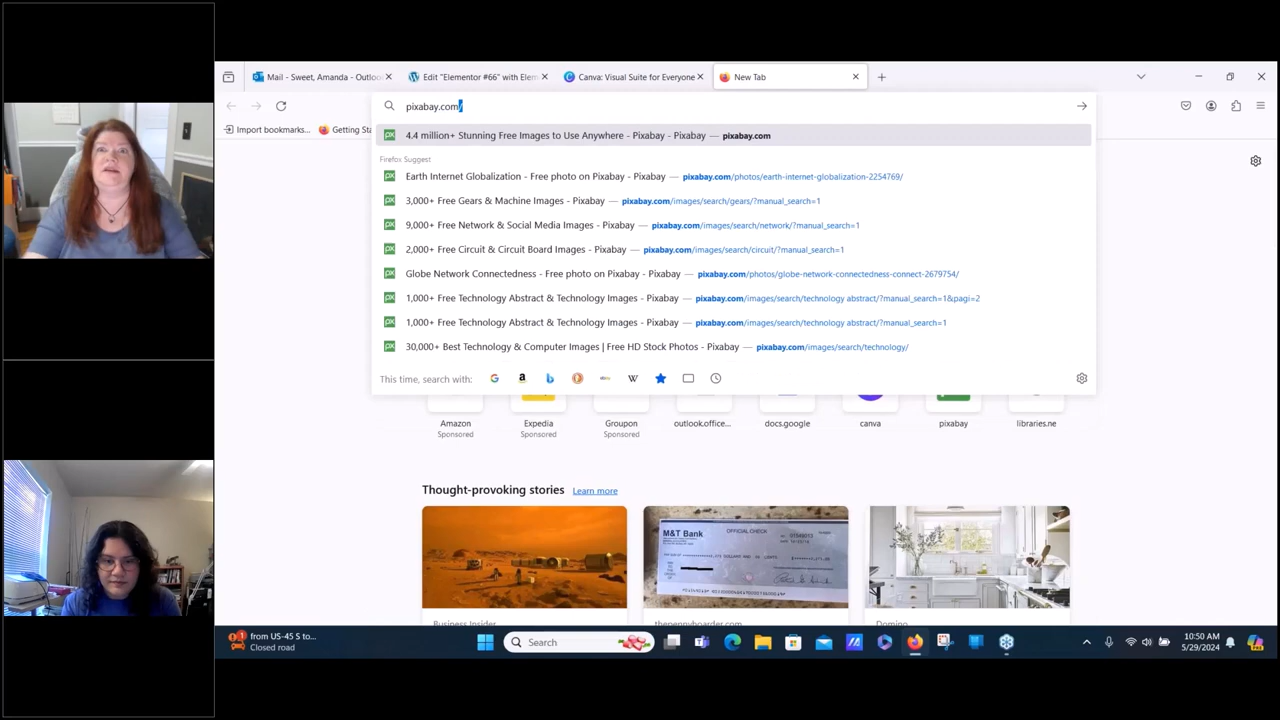 Mail - Sweet, Amanda - Outloo
Edit "Elementor #66" with Elem
Canva: Visual Suite for Everyone
New Tab
pixabay.com/
Import bookmarks...
Getting Sta
4.4 million+ Stunning Free Images to Use Anywhere - Pixabay - Pixabay — pixabay.com
Firefox Suggest
Earth Internet Globalization - Free photo on Pixabay - Pixabay — pixabay.com/photos/earth-internet-globalization-2254769/
3,000+ Free Gears & Machine Images - Pixabay — pixabay.com/images/search/gears/?manual_search=1
9,000+ Free Network & Social Media Images - Pixabay — pixabay.com/images/search/network/?manual_search=1
2,000+ Free Circuit & Circuit Board Images - Pixabay — pixabay.com/images/search/circuit/?manual_search=1
Globe Network Connectedness - Free photo on Pixabay - Pixabay — pixabay.com/photos/globe-network-connectedness-connect-2679754/
1,000+ Free Technology Abstract & Technology Images - Pixabay — pixabay.com/images/search/technology abstract/?manual_search=1&pagi=2
1,000+ Free Technology Abstract & Technology Images - Pixabay — pixabay.com/images/search/technology abstract/?manual_search=1
30,000+ Best Technology & Computer Images | Free HD Stock Photos - Pixabay — pixabay.com/images/search/technology/
This time, search with:
Amazon
Sponsored
Expedia
Sponsored
Groupon
Sponsored
outlook.office...
docs.google
canva
pixabay
libraries.ne
Thought-provoking stories Learn more
M&T Bank
OFFICIAL CHECK
Business Insider
thepennyhoarder.com
Domino
from US-45 S to...
Closed road
Search
10:50 AM
5/29/2024